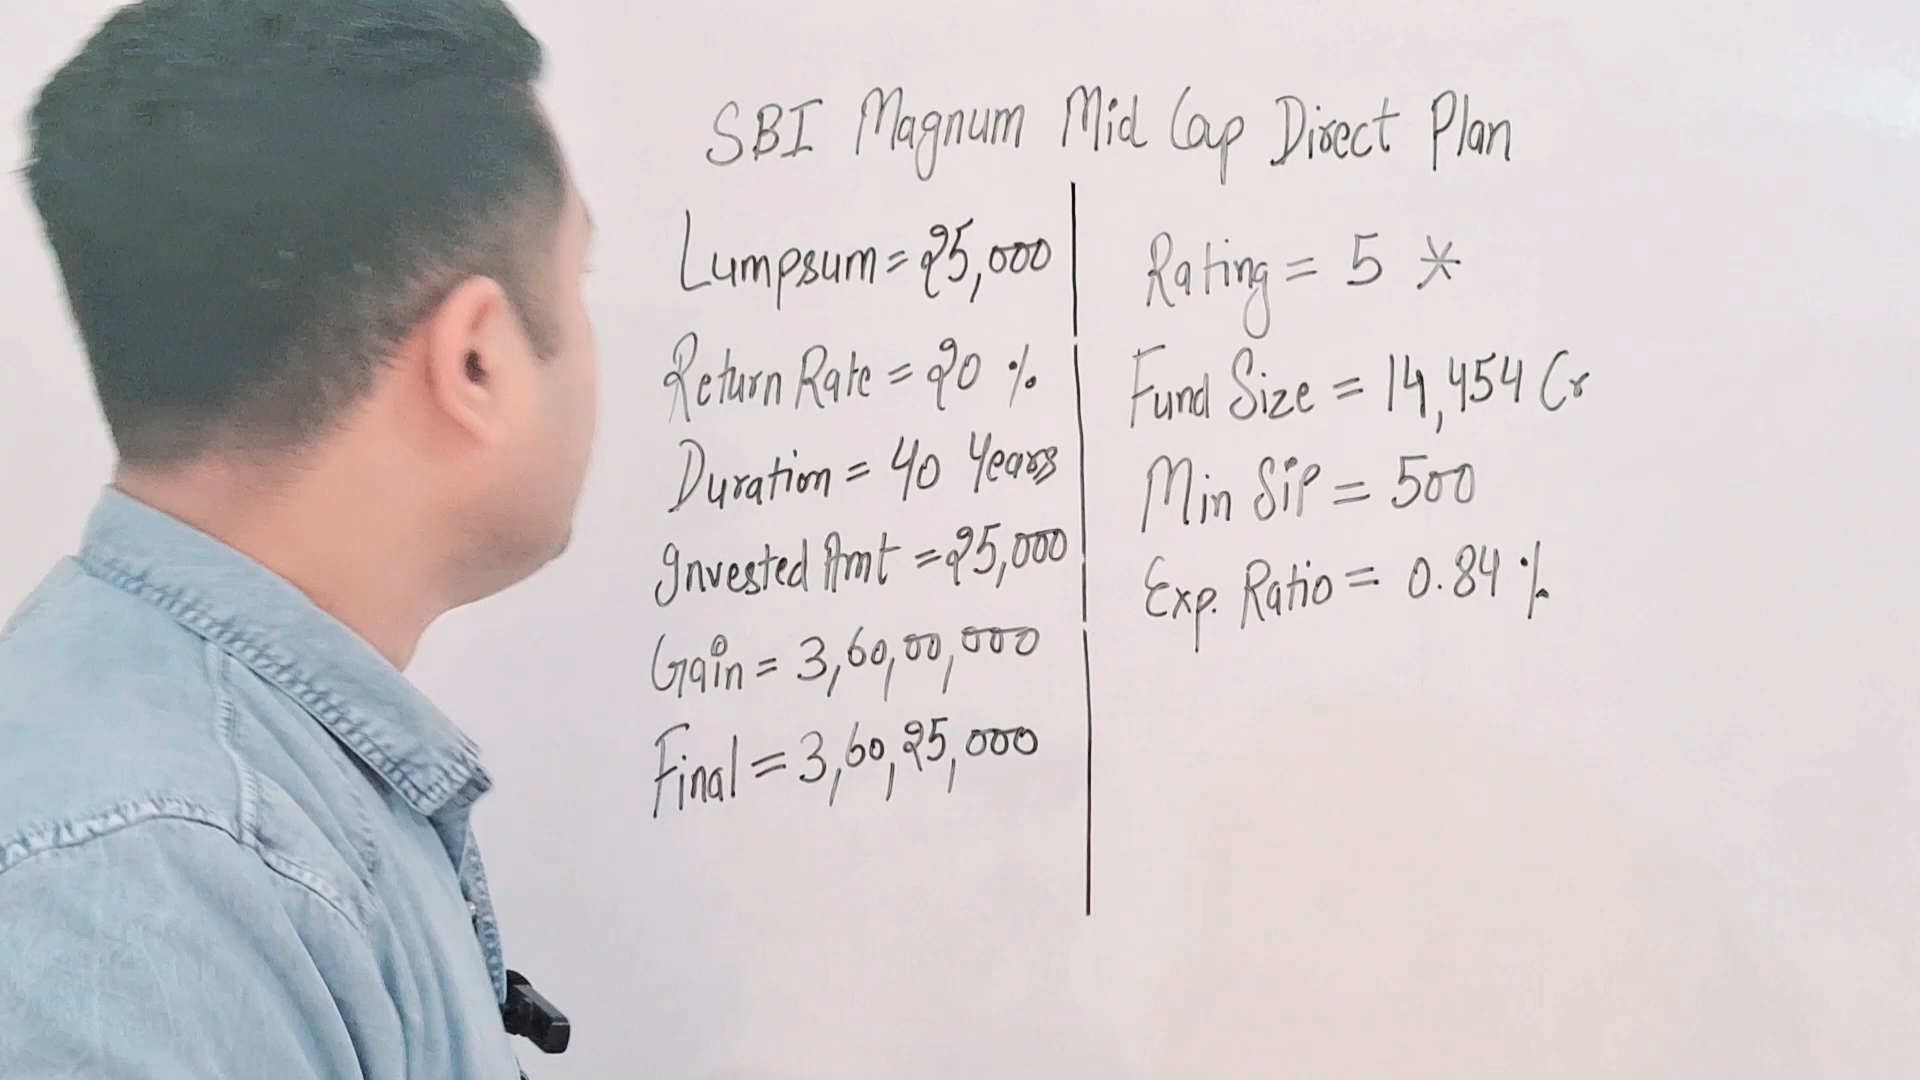 SBI Magnum Mid Cap Direct Plan
Lumpsum = 25,000
Return Rate = 20 %
Duration = 40 Years
Invested Amt = 25,000
Gain = 3,60,00,000
Final = 3,60,25,000
Rating = 5 *
Fund Size = 14,454 Cr
Min SiP = 500
Exp. Ratio = 0.84 %